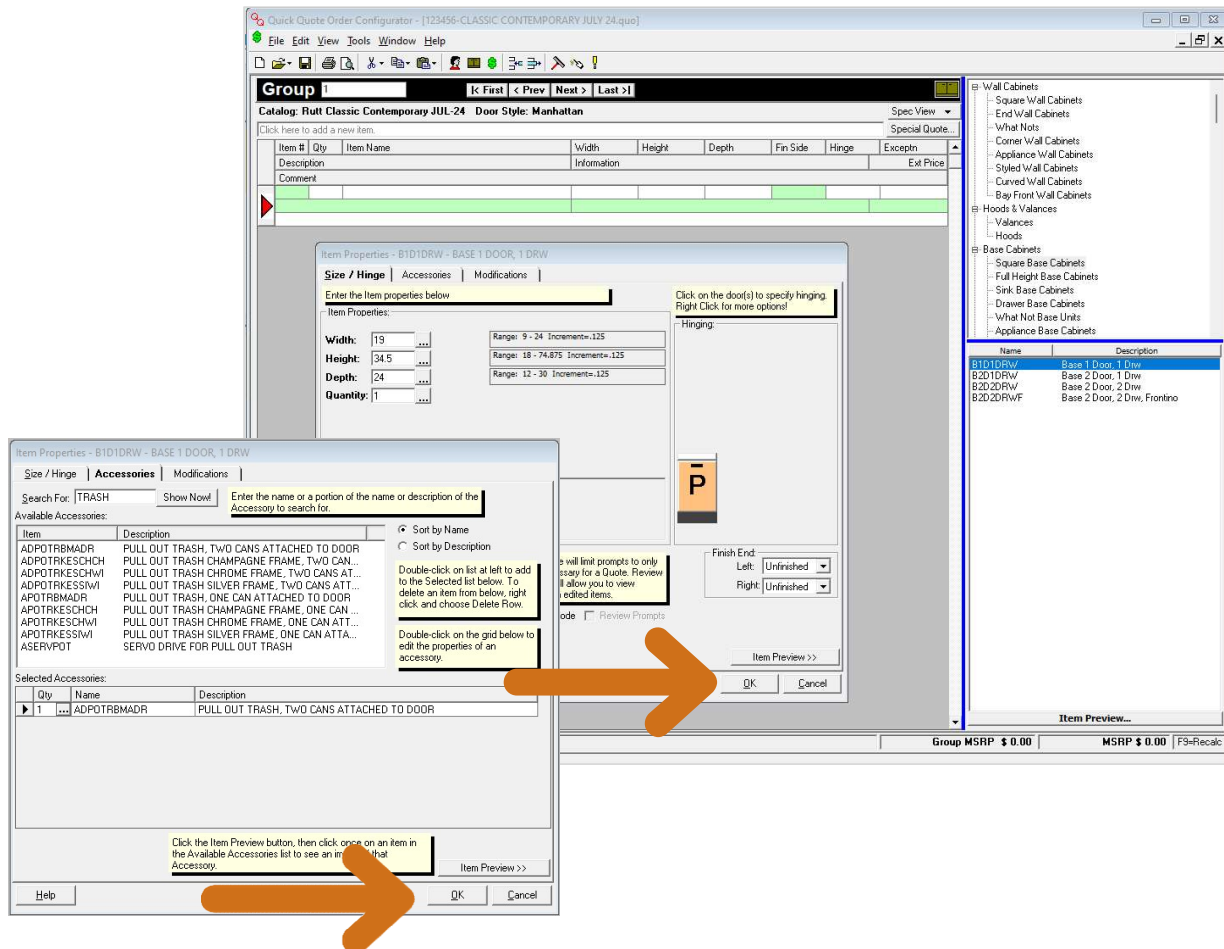 Quick Quote Order Configurator - [123456-CLASSIC CONTEMPORARY JULY 24.quo]
File Edit View Tools Window Help
Group 1 |< First < Prev Next > Last >|
Catalog: Rutt Classic Contemporary JUL-24 Door Style: Manhattan Spec View
Click here to add a new item. Special Quote...
Item # Qty Item Name Width Height Depth Fin Side Hinge Exceptn
Description Information Ext Price
Comment
Wall Cabinets
Square Wall Cabinets
End Wall Cabinets
What Nots
Corner Wall Cabinets
Appliance Wall Cabinets
Styled Wall Cabinets
Curved Wall Cabinets
Bay Front Wall Cabinets
Hoods & Valances
Valances
Hoods
Base Cabinets
Square Base Cabinets
Full Height Base Cabinets
Sink Base Cabinets
Drawer Base Cabinets
What Not Base Units
Appliance Base Cabinets
Name Description
B1D1DRW Base 1 Door, 1 Drw
B2D1DRW Base 2 Door, 1 Drw
B2D2DRW Base 2 Door, 2 Drw
B2D2DRWF Base 2 Door, 2 Drw, Frontino
Item Preview...
Group MSRP $ 0.00 MSRP $ 0.00 F9=Recalc
Item Properties - B1D1DRW - BASE 1 DOOR, 1 DRW
Size / Hinge Accessories Modifications
Enter the Item properties below
Click on the door(s) to specify hinging.
Right Click for more options!
Item Properties:
Hinging:
Width: 19 ... Range: 9 - 24 Increment=.125
Height: 34.5 ... Range: 18 - 74.875 Increment=.125
Depth: 24 ... Range: 12 - 30 Increment=.125
Quantity: 1 ...
P
e will limit prompts to only
ssary for a Quote. Review
ll allow you to view
edited items.
ode Review Prompts
Finish End:
Left: Unfinished
Right: Unfinished
Item Preview >>
OK Cancel
Item Properties - B1D1DRW - BASE 1 DOOR, 1 DRW
Size / Hinge Accessories Modifications
Search For: TRASH Show Now!
Enter the name or a portion of the name or description of the
Accessory to search for.
Available Accessories:
Item Description
ADPOTRBMADR PULL OUT TRASH, TWO CANS ATTACHED TO DOOR
ADPOTRKESCHCH PULL OUT TRASH CHAMPAGNE FRAME, TWO CAN...
ADPOTRKESCHWI PULL OUT TRASH CHROME FRAME, TWO CANS AT...
ADPOTRKESSIWI PULL OUT TRASH SILVER FRAME, TWO CANS ATT...
APOTRBMADR PULL OUT TRASH, ONE CAN ATTACHED TO DOOR
APOTRKESCHCH PULL OUT TRASH CHAMPAGNE FRAME, ONE CAN ...
APOTRKESCHWI PULL OUT TRASH CHROME FRAME, ONE CAN ATT...
APOTRKESSIWI PULL OUT TRASH SILVER FRAME, ONE CAN ATTA...
ASERVPOT SERVO DRIVE FOR PULL OUT TRASH
Sort by Name
Sort by Description
Double-click on list at left to add
to the Selected list below. To
delete an item from below, right
click and choose Delete Row.
Double-click on the grid below to
edit the properties of an
accessory.
Selected Accessories:
Qty Name Description
1 ... ADPOTRBMADR PULL OUT TRASH, TWO CANS ATTACHED TO DOOR
Click the Item Preview button, then click once on an item in
the Available Accessories list to see an im that
Accessory.
Item Preview >>
Help OK Cancel